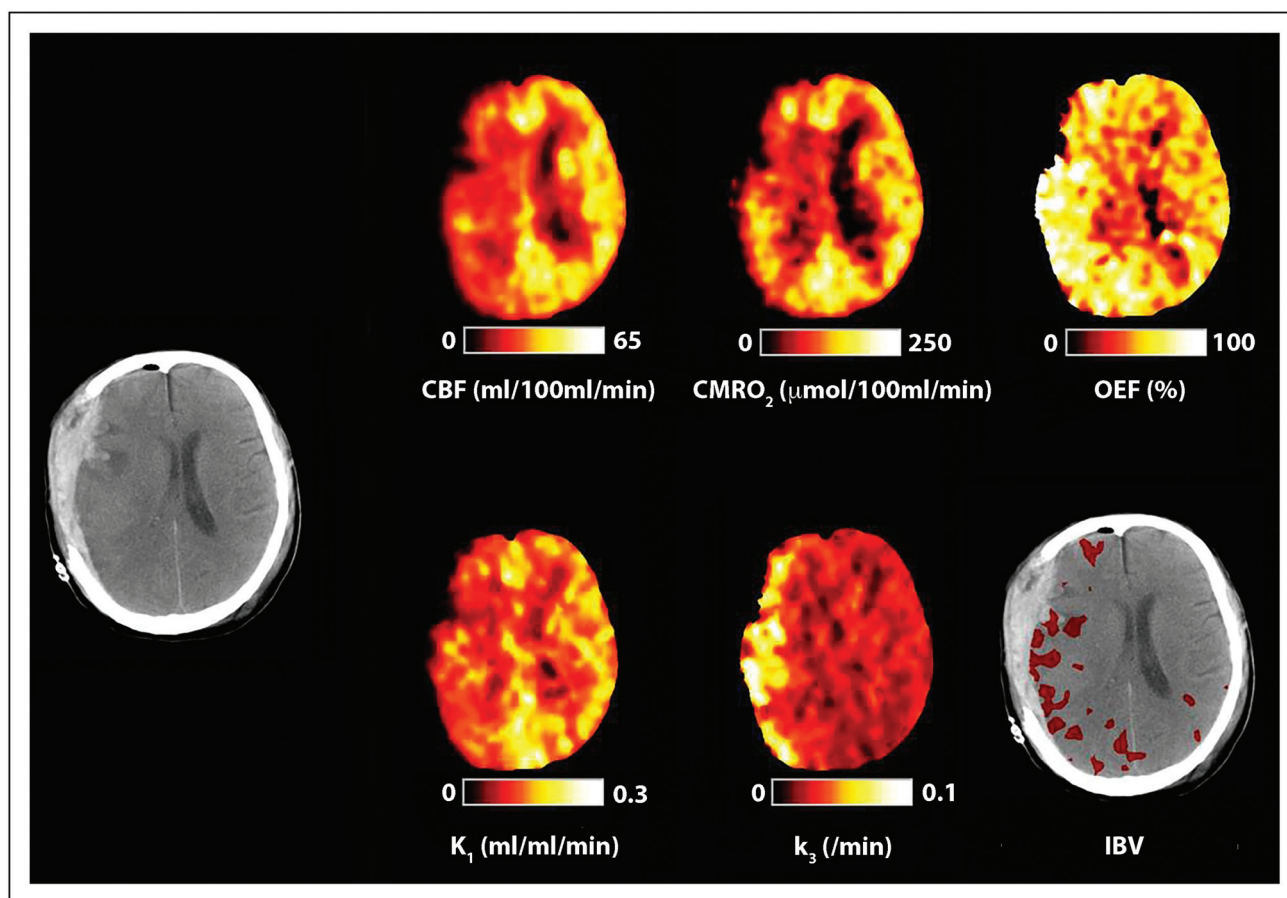 0 65
CBF (ml/100ml/min)
0 250
CMRO₂ (μmol/100ml/min)
0 100
OEF (%)
0 0.3
K₁ (ml/ml/min)
0 0.1
k₃ (/min)
IBV